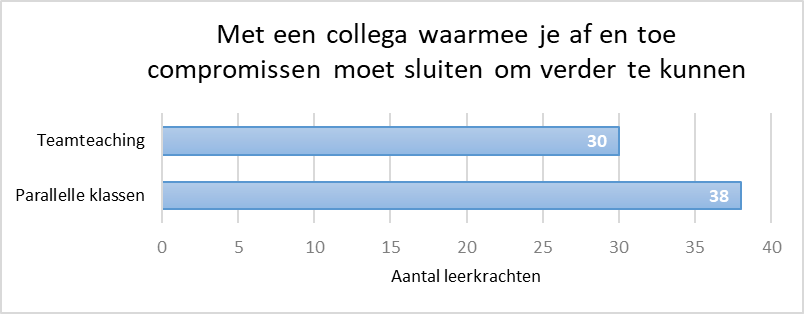 Met een collega waarmee je af en toe
compromissen moet sluiten om verder te kunnen
Teamteaching
30
Parallelle klassen
38
0 5 10 15 20 25 30 35 40
Aantal leerkrachten